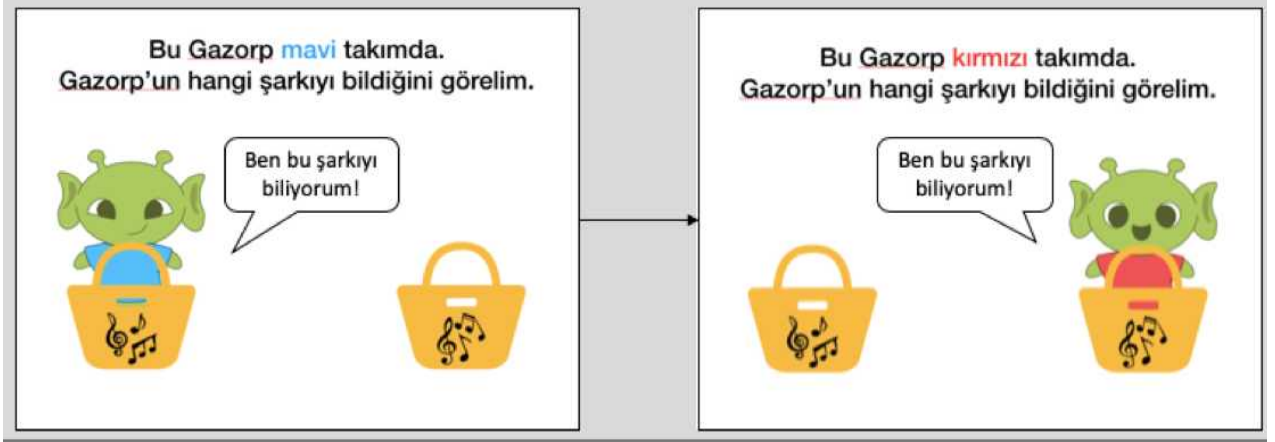 Bu Gazorp mavi takımda.
Gazorp'un hangi şarkıyı bildiğini görelim.
Ben bu şarkıyı
biliyorum!
Bu Gazorp kırmızı takımda.
Gazorp'un hangi şarkıyı bildiğini görelim.
Ben bu şarkıyı
biliyorum!